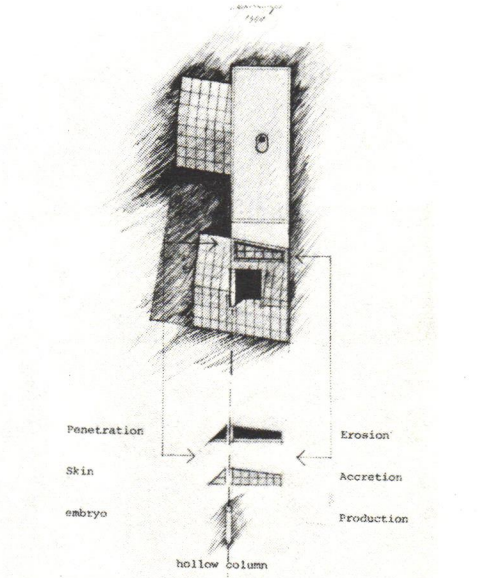 Penetration
Erosion
Skin
Accretion
embryo
Production
hollow column